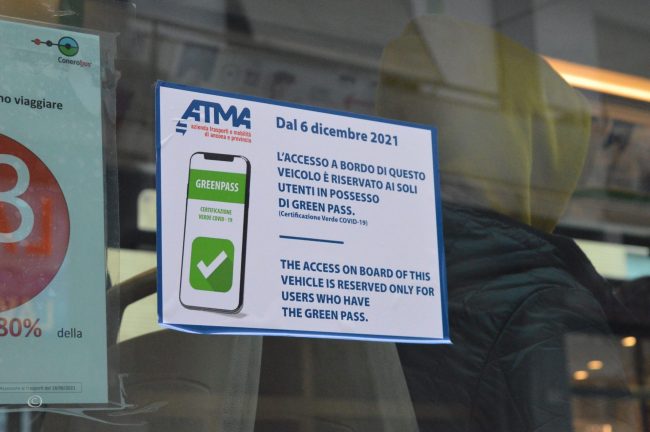 Conerobus
no viaggiare
8
80% della
ATMA
azienda trasporti e mobilità
di ancona e provincia
Dal 6 dicembre 2021
GREENPASS
CERTIFICAZIONE
VERDE COVID-19
L'ACCESSO A BORDO DI QUESTO
VEICOLO È RISERVATO AI SOLI
UTENTI IN POSSESSO
DI GREEN PASS.
(Certificazione Verde COVID-19)
THE ACCESS ON BOARD OF THIS
VEHICLE IS RESERVED ONLY FOR
USERS WHO HAVE
THE GREEN PASS.